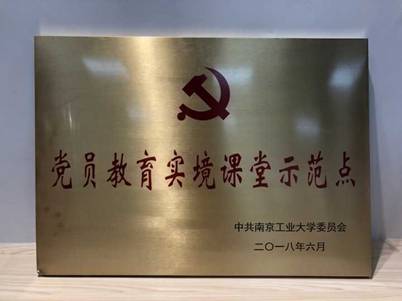 党员教育实境课堂示范点
中共南京工业大学委员会
二〇一八年六月